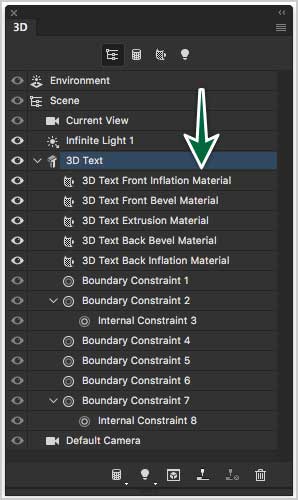 3D
Environment
Scene
Current View
Infinite Light 1
3D Text
3D Text Front Inflation Material
3D Text Front Bevel Material
3D Text Extrusion Material
3D Text Back Bevel Material
3D Text Back Inflation Material
Boundary Constraint 1
Boundary Constraint 2
Internal Constraint 3
Boundary Constraint 4
Boundary Constraint 5
Boundary Constraint 6
Boundary Constraint 7
Internal Constraint 8
Default Camera